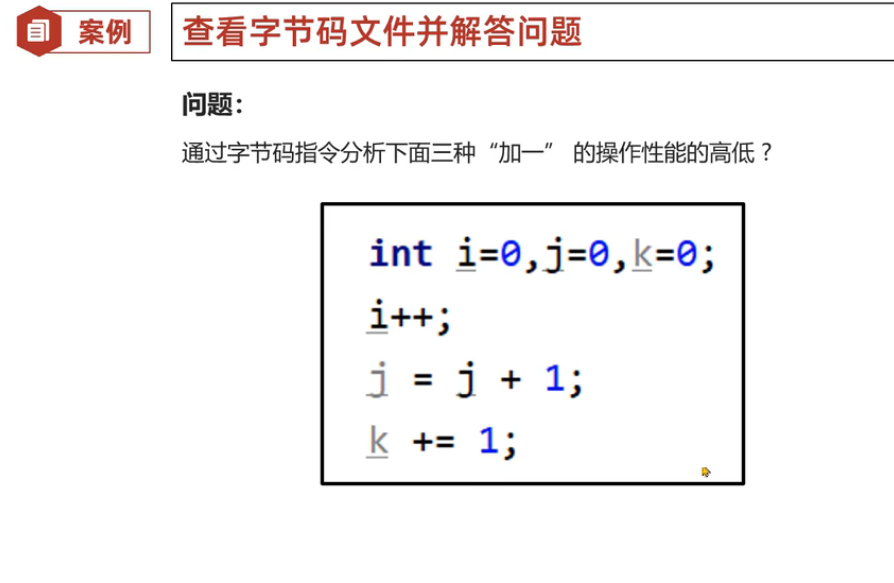 案例
查看字节码文件并解答问题
问题：
通过字节码指令分析下面三种“加一” 的操作性能的高低？
int i=0,j=0,k=0;
i++;
j = j + 1;
k += 1;